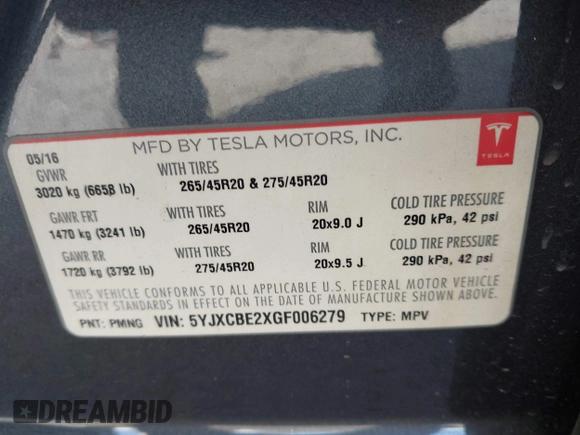 MFD BY TESLA MOTORS, INC.
TESLA
05/16
GVWR
3020 kg (6658 lb)
WITH TIRES
265/45R20 & 275/45R20
GAWR FRT
1470 kg (3241 lb)
WITH TIRES
265/45R20
RIM
20x9.0 J
COLD TIRE PRESSURE
290 kPa, 42 psi
GAWR RR
1720 kg (3792 lb)
WITH TIRES
275/45R20
RIM
20x9.5 J
COLD TIRE PRESSURE
290 kPa, 42 psi
THIS VEHICLE CONFORMS TO ALL APPLICABLE U.S. FEDERAL MOTOR VEHICLE
SAFETY STANDARDS IN EFFECT ON THE DATE OF MANUFACTURE SHOWN ABOVE.
PNT: PMNG VIN: 5YJXCBE2XGF006279 TYPE: MPV
DREAMBID